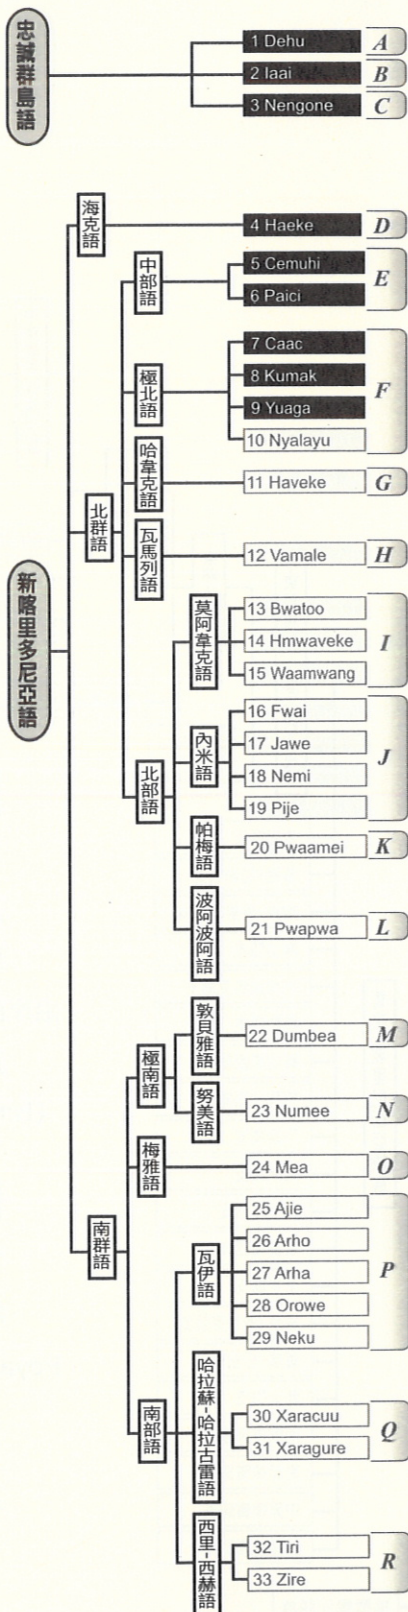 忠誠群島語
1 Dehu
A
2 Iaai
B
3 Nengone
C
新喀里多尼亞語
海克語
4 Haeke
D
北群語
中部語
5 Cemuhi
6 Paici
E
極北語
7 Caac
8 Kumak
9 Yuaga
10 Nyalayu
F
哈韋克語
11 Haveke
G
瓦馬列語
12 Vamale
H
北部語
莫阿韋克語
13 Bwatoo
14 Hmwaveke
15 Waamwang
I
內米語
16 Fwai
17 Jawe
18 Nemi
19 Pije
J
帕梅語
20 Pwaamei
K
波阿波阿語
21 Pwapwa
L
南群語
極南語
敦貝雅語
22 Dumbea
M
努美語
23 Numee
N
梅雅語
24 Mea
O
南部語
瓦伊語
25 Ajie
26 Arho
27 Arha
28 Orowe
29 Neku
P
哈拉蘇-哈拉古雷語
30 Xaracuu
31 Xaragure
Q
西里-西赫語
32 Tiri
33 Zire
R